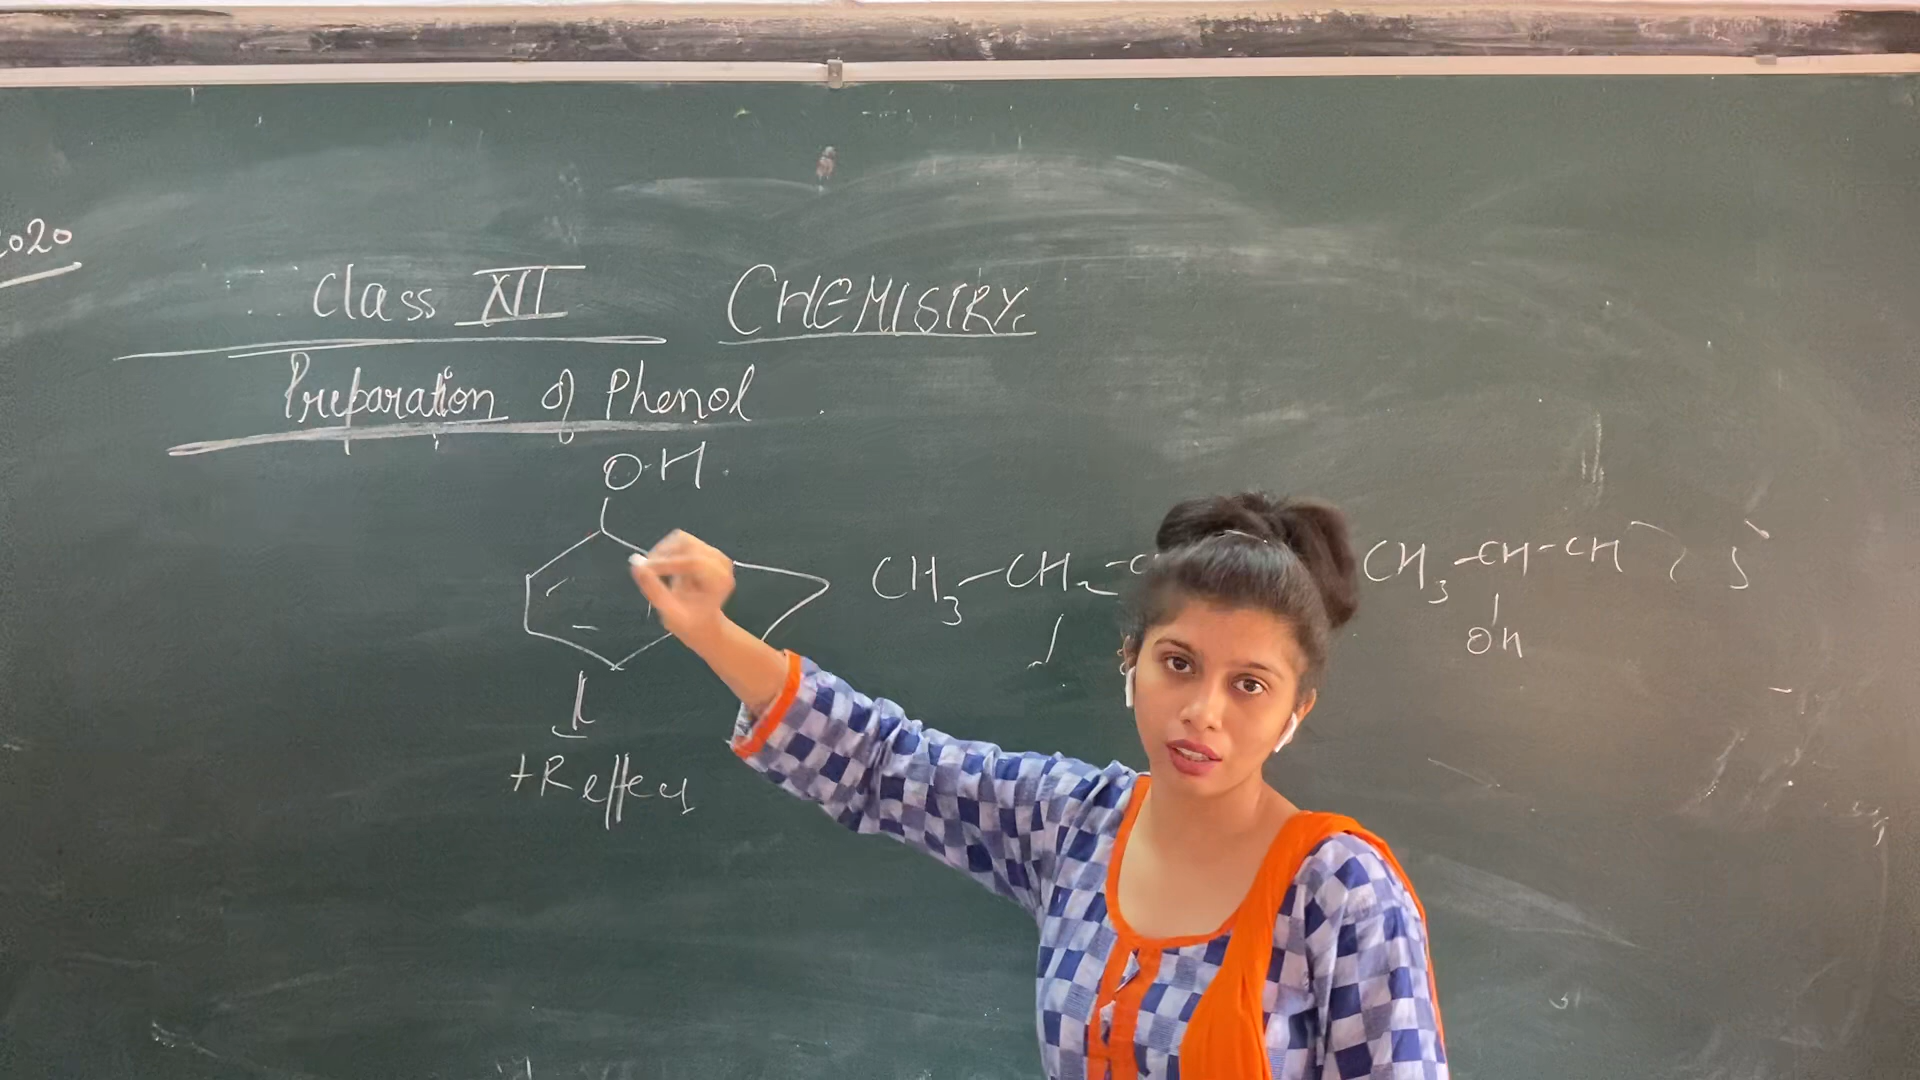 2020
Class XII CHEMISTRY
Preparation of Phenol
OH
CH3-CH2- CH3-CH-CH
OH
+R effect